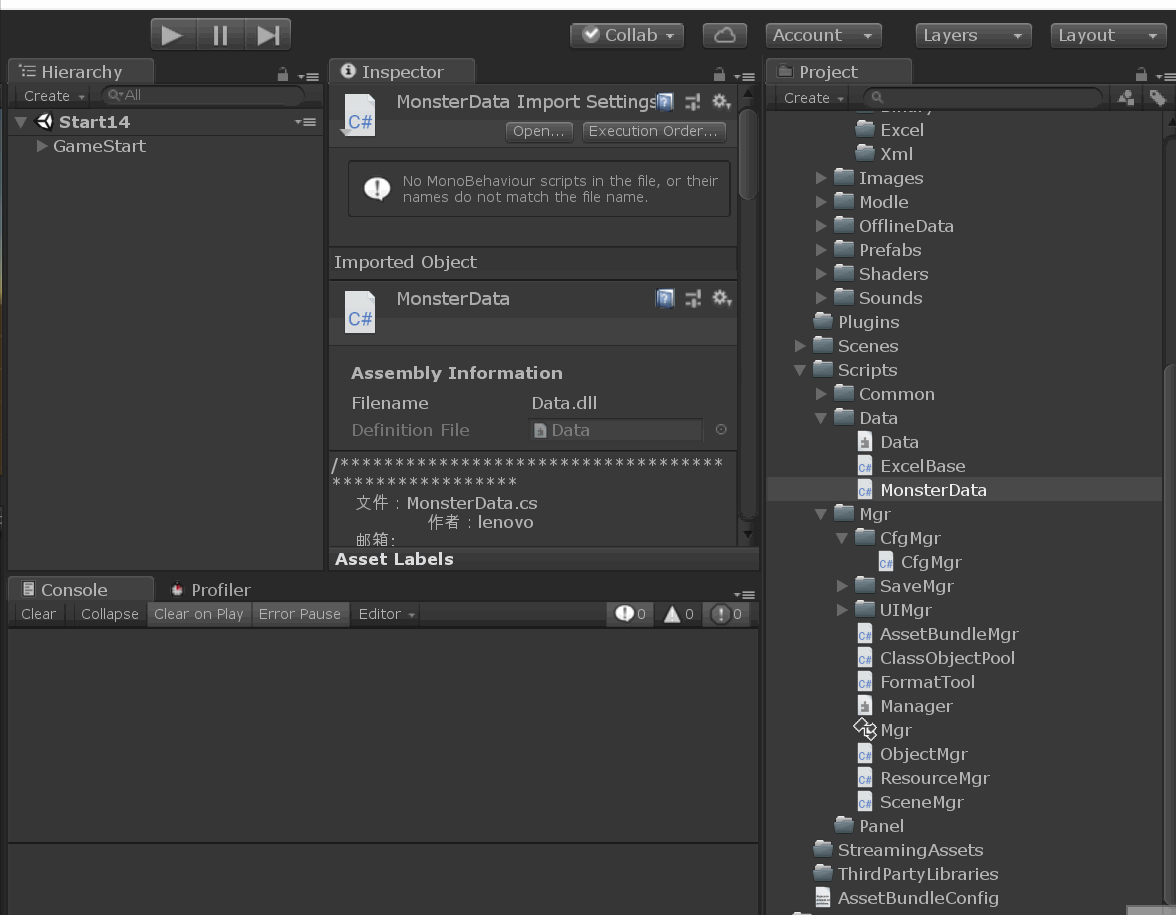 Collab
Account
Layers
Layout
Hierarchy
Create
All
Start14
GameStart
Inspector
MonsterData Import Settings
C#
Open...
Execution Order...
No MonoBehaviour scripts in the file, or their
names do not match the file name.
Imported Object
MonsterData
C#
Assembly Information
Filename Data.dll
Definition File Data
/***********************************
*****************
文件：MonsterData.cs
作者：lenovo
邮箱:
Asset Labels
Console
Profiler
Clear
Collapse
Clear on Play
Error Pause
Editor
0
0
0
Project
Create
Excel
Xml
Images
Modle
OfflineData
Prefabs
Shaders
Sounds
Plugins
Scenes
Scripts
Common
Data
Data
C# ExcelBase
C# MonsterData
Mgr
CfgMgr
C# CfgMgr
SaveMgr
UIMgr
C# AssetBundleMgr
C# ClassObjectPool
C# FormatTool
Manager
Mgr
C# ObjectMgr
C# ResourceMgr
C# SceneMgr
Panel
StreamingAssets
ThirdPartyLibraries
AssetBundleConfig